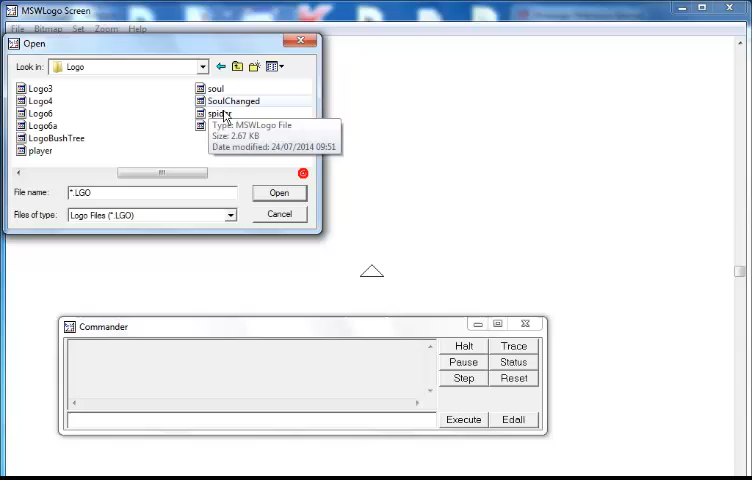 MSWLogo Screen
File Bitmap Set Zoom Help
Open
Look in:
Logo
Logo3
Logo4
Logo6
Logo6a
LogoBushTree
player
soul
SoulChanged
spider
Type: MSWLogo File
Size: 2.67 KB
Date modified: 24/07/2014 09:51
File name:
*.LGO
Open
Files of type:
Logo Files (*.LGO)
Cancel
Commander
Halt
Trace
Pause
Status
Step
Reset
Execute
Edall